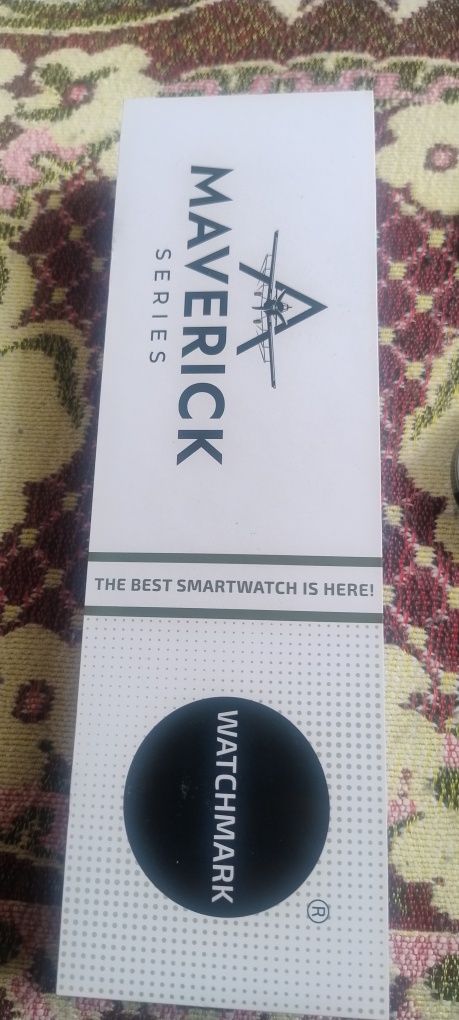 MAVERICK
SERIES
THE BEST SMARTWATCH IS HERE!
WATCHMARK
®